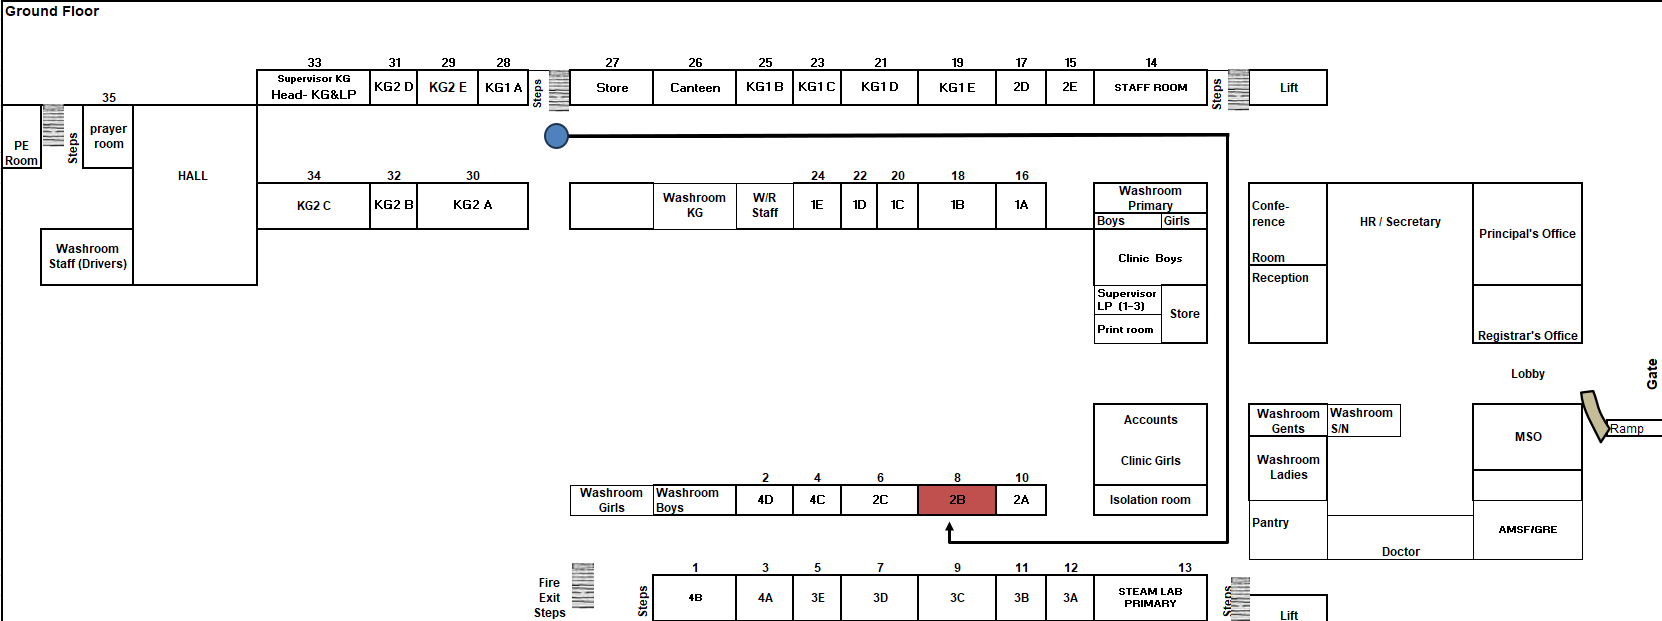 Ground Floor
33 31 29 28 27 26 25 23 21 19 17 15 14
Supervisor KG
Head- KG&LP
KG2 D
KG2 E
KG1 A
Steps
Store
Canteen
KG1 B
KG1 C
KG1 D
KG1 E
2D
2E
STAFF ROOM
Steps
Lift
35
PE
Room
Steps
prayer
room
HALL
34 32 30 24 22 20 18 16
KG2 C
KG2 B
KG2 A
Washroom
KG
W/R
Staff
1E
1D
1C
1B
1A
Washroom
Primary
Boys
Girls
Clinic Boys
Supervisor
LP (1-3)
Print room
Store
Confe-
rence
Room
Reception
HR / Secretary
Principal's Office
Registrar's Office
Washroom
Staff (Drivers)
Lobby
Gate
Ramp
Accounts
Clinic Girls
Isolation room
Washroom
Gents
Washroom
S/N
Washroom
Ladies
Pantry
Doctor
MSO
AMSF/GRE
2 4 6 8 10
Washroom
Girls
Washroom
Boys
4D
4C
2C
2B
2A
Fire
Exit
Steps
Steps
1 3 5 7 9 11 12 13
4B
4A
3E
3D
3C
3B
3A
STEAM LAB
PRIMARY
Steps
Lift